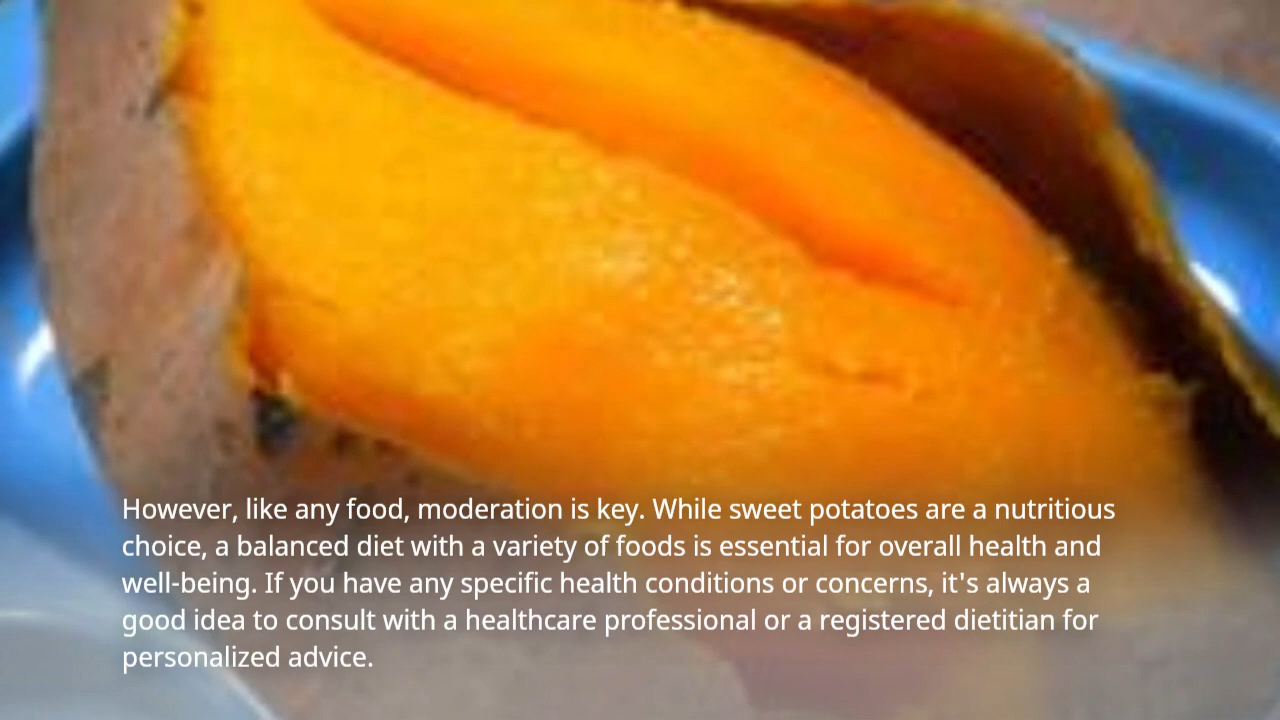 However, like any food, moderation is key. While sweet potatoes are a nutritious
choice, a balanced diet with a variety of foods is essential for overall health and
well-being. If you have any specific health conditions or concerns, it's always a
good idea to consult with a healthcare professional or a registered dietitian for
personalized advice.